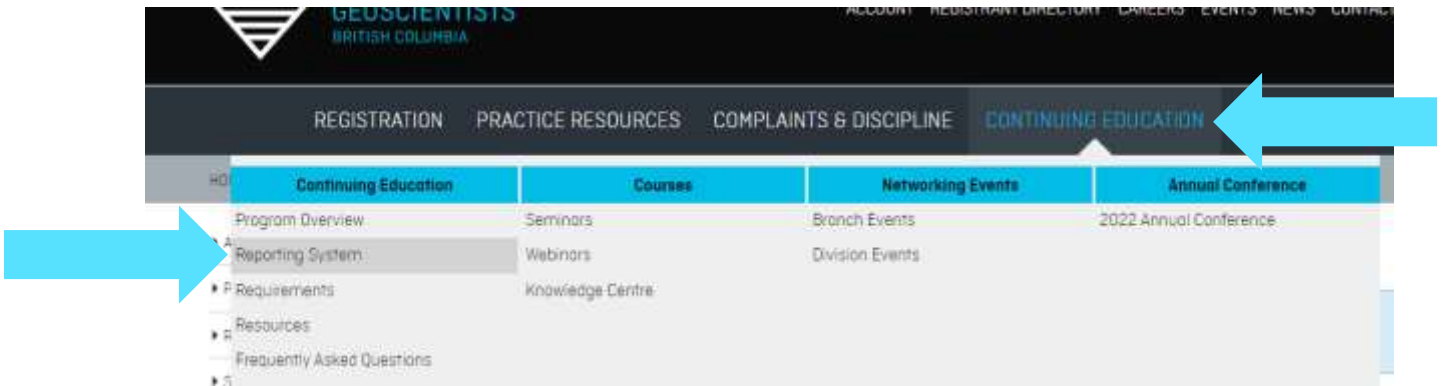 GEOSCIENTISTS
BRITISH COLUMBIA
ACCOUNT REGISTRANT DIRECTORY CAREERS EVENTS NEWS CONTACT
REGISTRATION PRACTICE RESOURCES COMPLAINTS & DISCIPLINE CONTINUING EDUCATION
HO Continuing Education Courses Networking Events Annual Conference
Program Overview Seminars Branch Events 2022 Annual Conference
A Reporting System Webinars Division Events
P Requirements Knowledge Centre
R Resources
Frequently Asked Questions
S